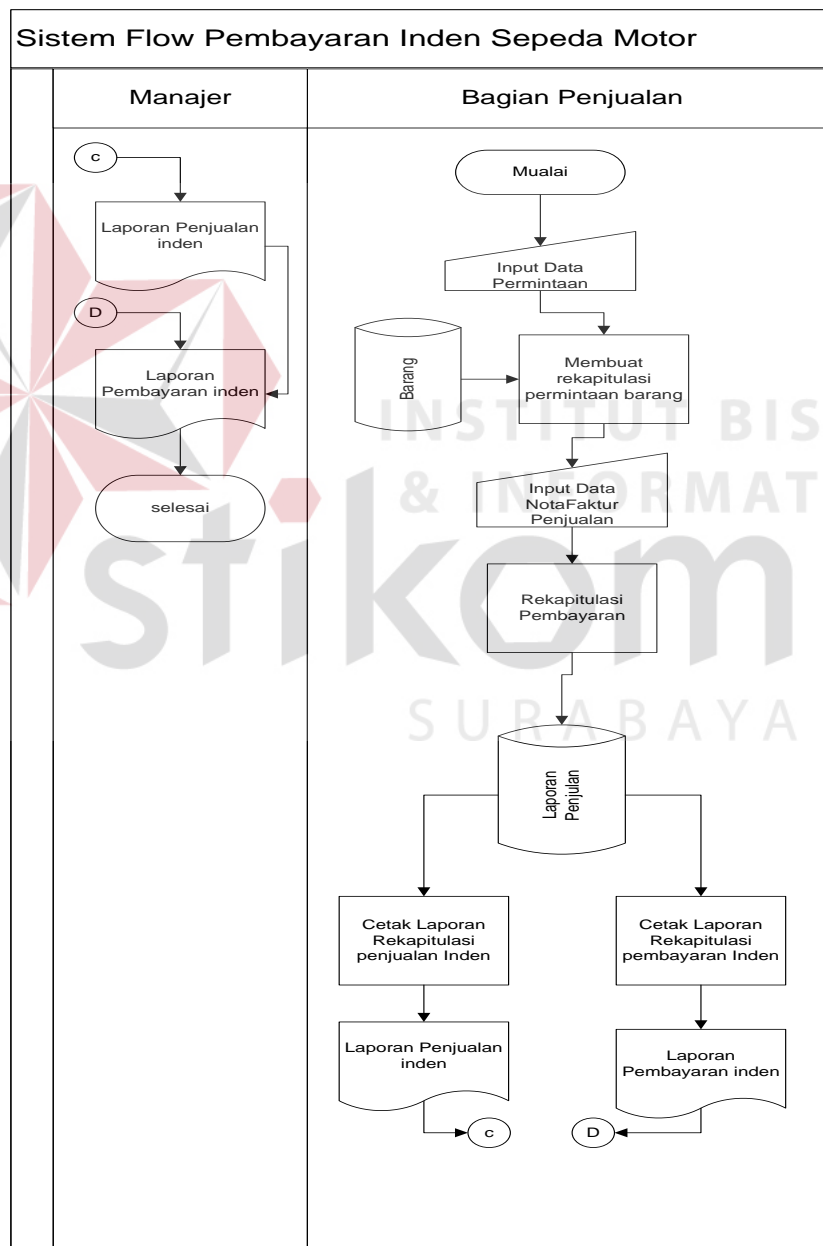 Sistem Flow Pembayaran Inden Sepeda Motor
Manajer
Bagian Penjualan
c
Laporan Penjualan
inden
D
Laporan
Pembayaran inden
selesai
Mualai
Input Data
Permintaan
Barang
Membuat
rekapitulasi
permintaan barang
Input Data
NotaFaktur
Penjualan
Rekapitulasi
Pembayaran
Laporan
Penjulan
Cetak Laporan
Rekapitulasi
penjualan Inden
Cetak Laporan
Rekapitulasi
pembayaran Inden
Laporan Penjualan
inden
Laporan
Pembayaran inden
c
D
INSTITUT BIS
& INFORMAT
stikom
SURABAYA